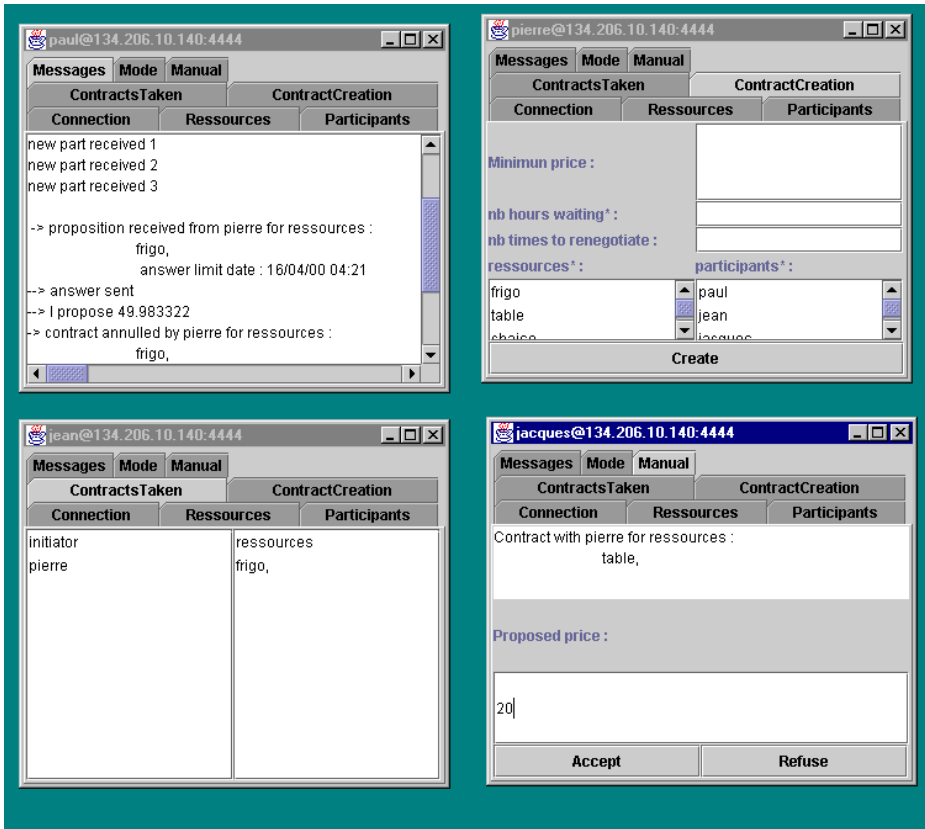 paul@134.206.10.140:4444
Messages Mode Manual
ContractsTaken ContractCreation
Connection Ressources Participants
new part received 1
new part received 2
new part received 3
-> proposition received from pierre for ressources :
frigo,
answer limit date : 16/04/00 04:21
--> answer sent
--> I propose 49.983322
-> contract annulled by pierre for ressources :
frigo,
pierre@134.206.10.140:4444
Messages Mode Manual
ContractsTaken ContractCreation
Connection Ressources Participants
Minimun price :
nb hours waiting* :
nb times to renegotiate :
ressources* : participants* :
frigo paul
table jean
chaise jacques
Create
jean@134.206.10.140:4444
Messages Mode Manual
ContractsTaken ContractCreation
Connection Ressources Participants
initiator ressources
pierre frigo,
jacques@134.206.10.140:4444
Messages Mode Manual
ContractsTaken ContractCreation
Connection Ressources Participants
Contract with pierre for ressources :
table,
Proposed price :
20
Accept Refuse